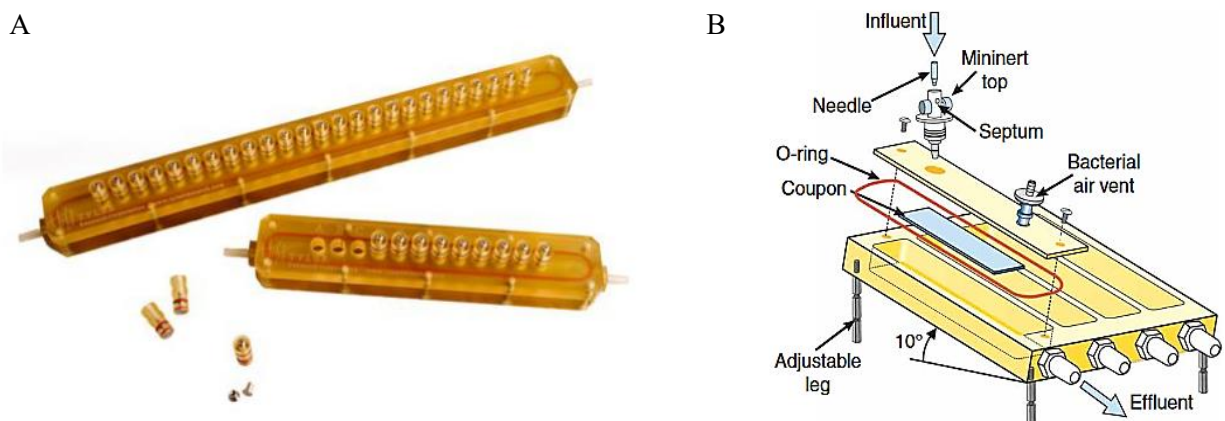 A
B
Influent
Mininert
top
Needle
Septum
O-ring
Coupon
Bacterial
air vent
10°
Adjustable
leg
Effluent